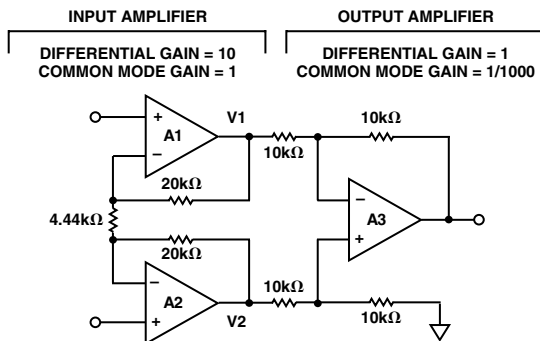 INPUT AMPLIFIER
OUTPUT AMPLIFIER
DIFFERENTIAL GAIN = 10
COMMON MODE GAIN = 1
DIFFERENTIAL GAIN = 1
COMMON MODE GAIN = 1/1000
+
A1
−
V1
10kΩ
10kΩ
20kΩ
4.44kΩ
20kΩ
−
A3
+
−
A2
+
V2
10kΩ
10kΩ